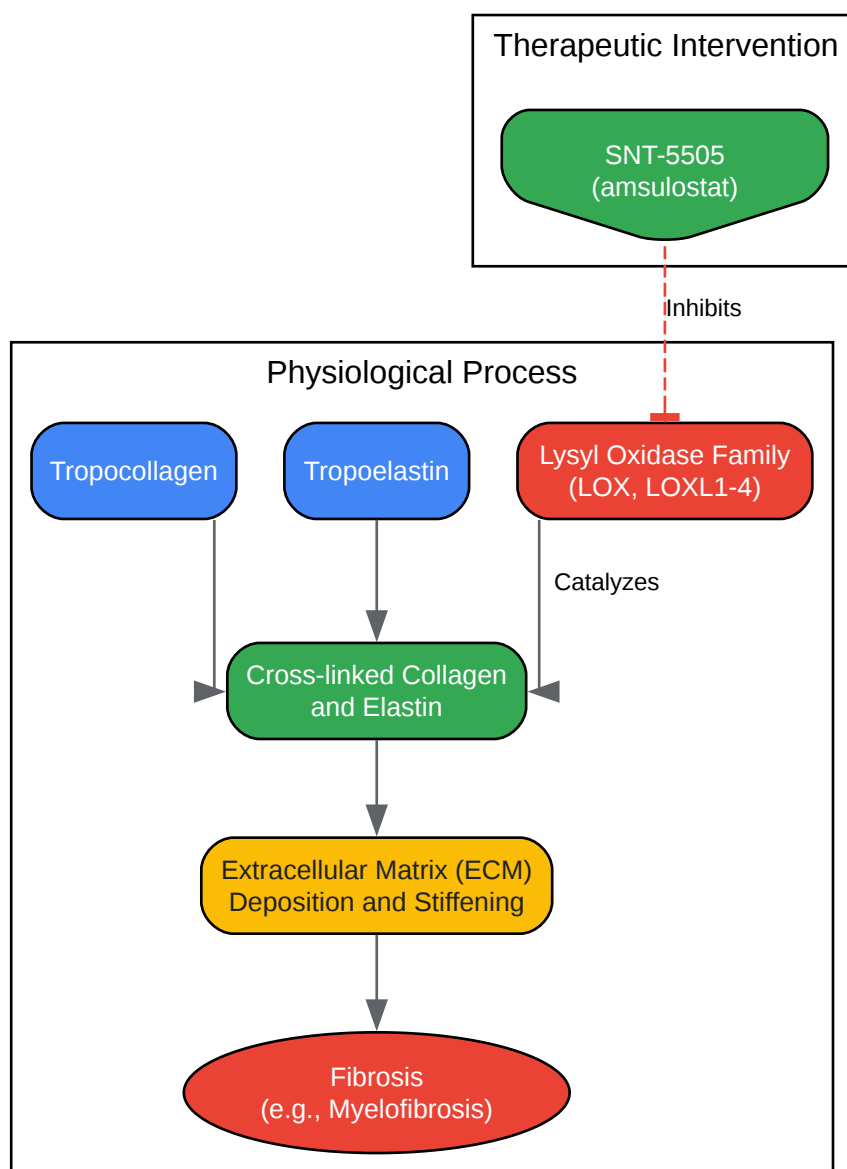 Therapeutic Intervention
SNT-5505
(amsulostat)
Inhibits
Physiological Process
Tropocollagen
Tropoelastin
Lysyl Oxidase Family
(LOX, LOXL1-4)
Catalyzes
Cross-linked Collagen
and Elastin
Extracellular Matrix (ECM)
Deposition and Stiffening
Fibrosis
(e.g., Myelofibrosis)